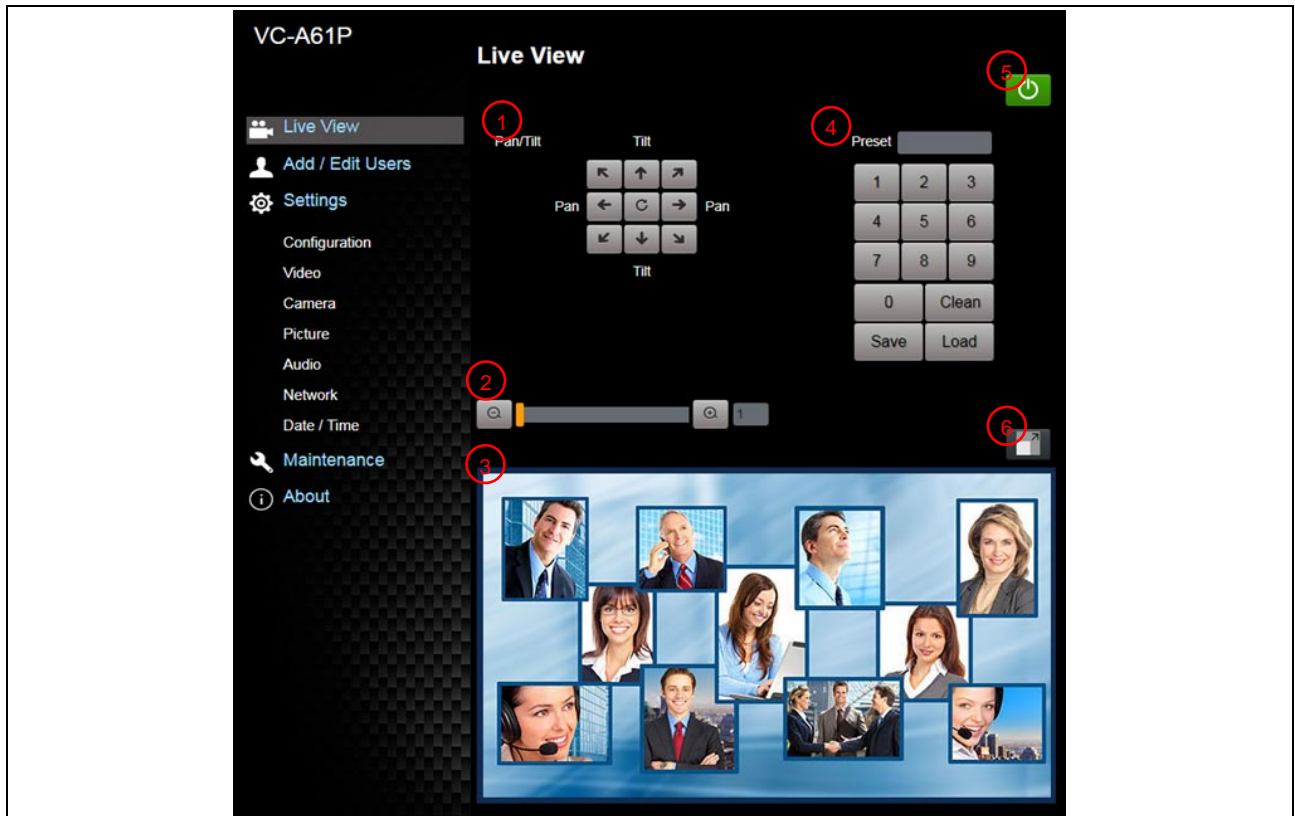 VC-A61P
Live View
5
Live View
Add / Edit Users
Settings
Configuration
Video
Camera
Picture
Audio
Network
Date / Time
Maintenance
About
1
Pan/Tilt
Tilt
Pan
Pan
Tilt
4
Preset
1 2 3
4 5 6
7 8 9
0 Clean
Save Load
2
1
6
3